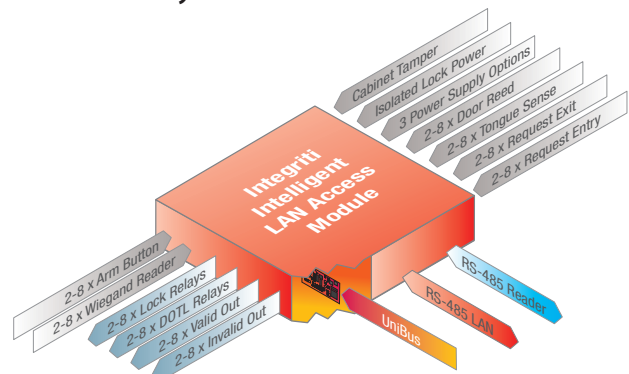 Cabinet Tamper
Isolated Lock Power
3 Power Supply Options
2-8 x Door Reed
2-8 x Tongue Sense
2-8 x Request Exit
2-8 x Request Entry
Integriti
Intelligent
LAN Access
Module
2-8 x Arm Button
2-8 x Wiegand Reader
2-8 x Lock Relays
2-8 x DOTL Relays
2-8 x Valid Out
2-8 x Invalid Out
UniBus
RS-485 LAN
RS-485 Reader